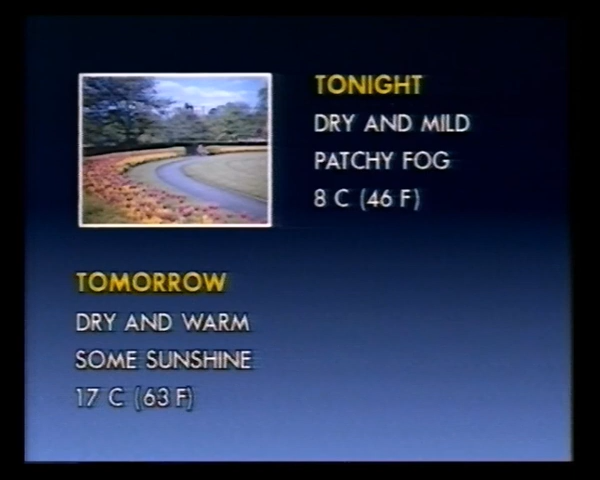 TONIGHT
DRY AND MILD
PATCHY FOG
8 C (46 F)
TOMORROW
DRY AND WARM
SOME SUNSHINE
17 C (63 F)